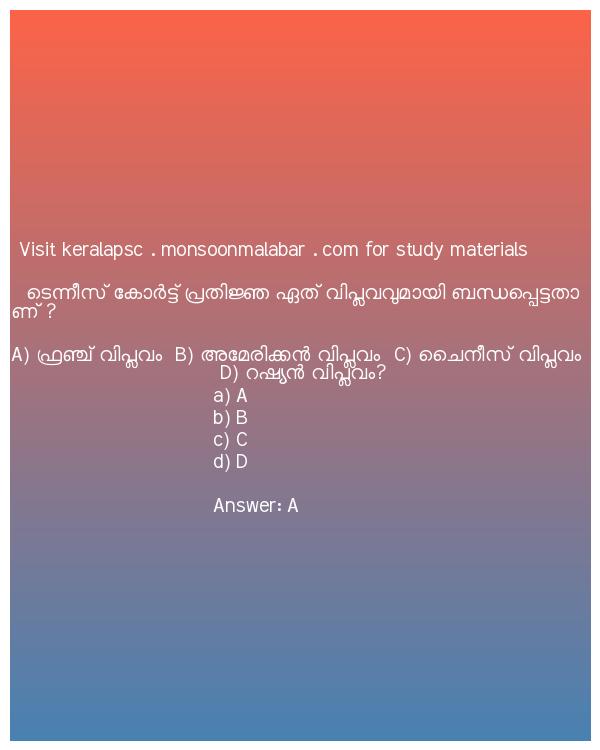 Visit keralapsc . monsoonmalabar . com for study materials
ടെന്നീസ് കോർട്ട് പ്രതിജ്ഞ ഏത് വിപ്ലവവുമായി ബന്ധപ്പെട്ടതാ
ണ് ?
A) ഫ്രഞ്ച് വിപ്ലവം B) അമേരിക്കൻ വിപ്ലവം C) ചൈനീസ് വിപ്ലവം
D) റഷ്യൻ വിപ്ലവം?
a) A
b) B
c) C
d) D
Answer: A